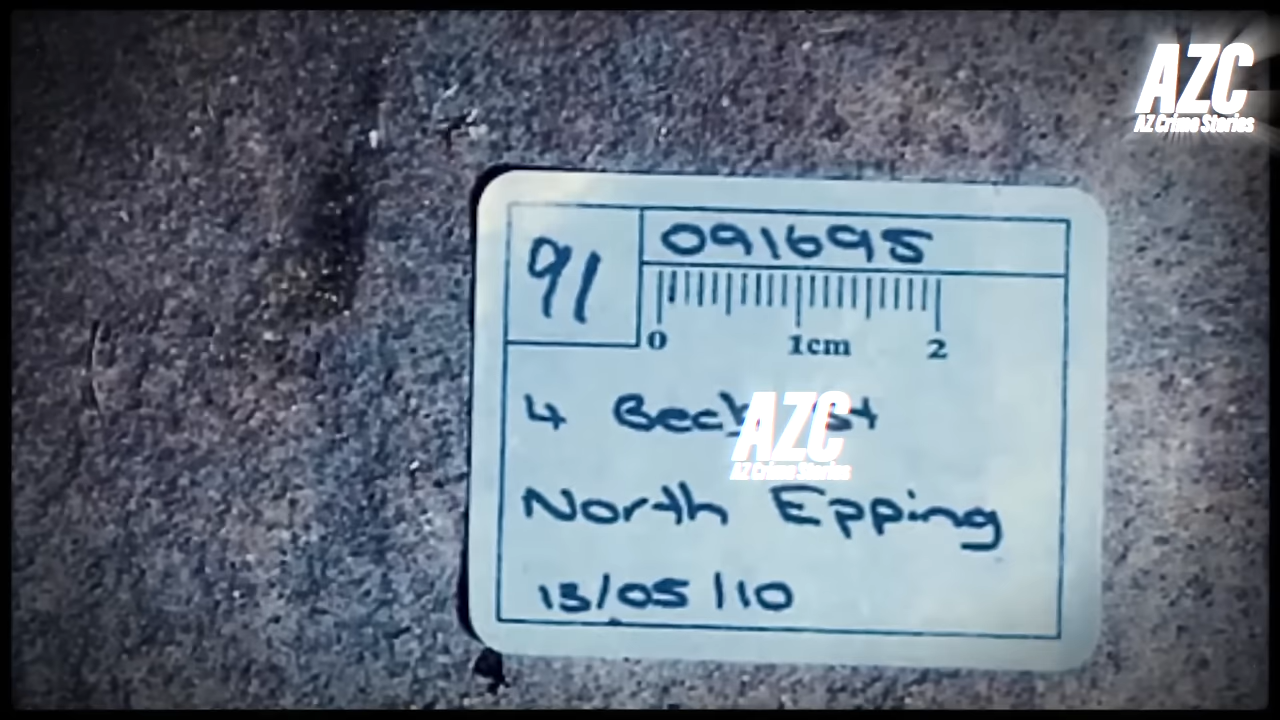 AZC
AZ Crime Stories
91
091695
0 1cm 2
4 St
AZC
AZ Crime Stories
North Epping
13/05/10